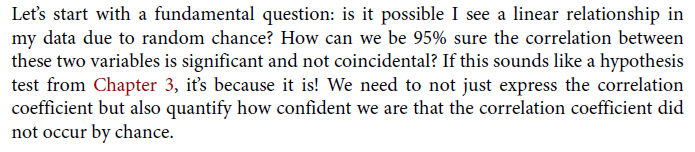 Let's start with a fundamental question: is it possible I see a linear relationship in
my data due to random chance? How can we be 95% sure the correlation between
these two variables is significant and not coincidental? If this sounds like a hypothesis
test from Chapter 3, it's because it is! We need to not just express the correlation
coefficient but also quantify how confident we are that the correlation coefficient did
not occur by chance.